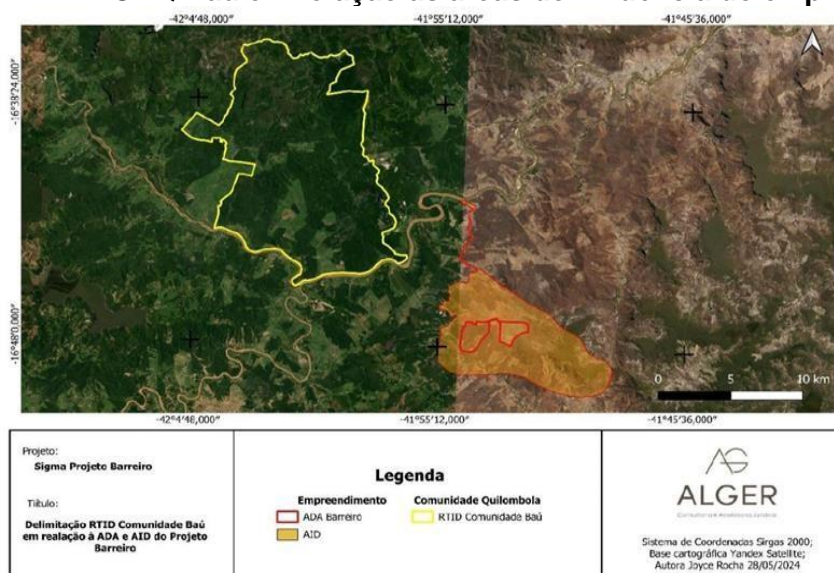 -42°4'48,000"
-41°55'12,000"
-41°45'36,000"
-16°38'24,000
-16°48'0,000"
0 5 10 km
-42°4'48,000"
-41°55'12,000"
-41°45'36,000"
Projeto:
Sigma Projeto Barreiro
Tiítulo:
Delimitação RTID Comunidade Baú
em realação à ADA e AID do Projeto
Barreiro
Legenda
Empreendimento
ADA Barreiro
AID
Comunidade Quilombola
RTID Comunidade Baú
ALGER
Sistema de Coordenadas Sirgas 2000;
Base cartográfica Yandex Satellite;
Autora Joyce Rocha 28/05/2024